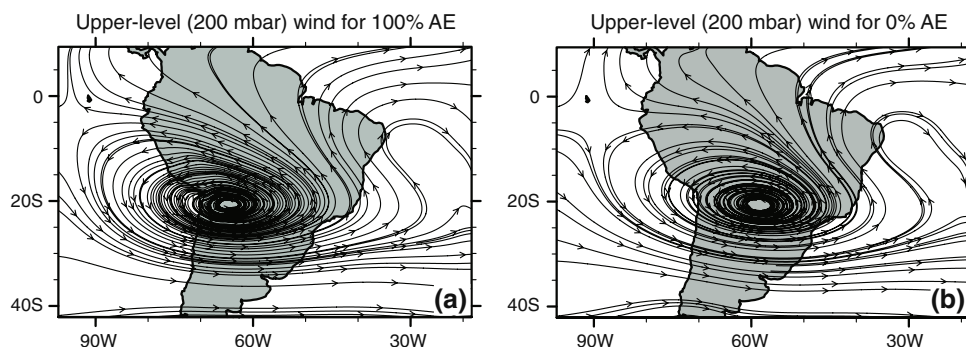 Upper-level (200 mbar) wind for 100% AE
Upper-level (200 mbar) wind for 0% AE
0
20S
40S
90W
60W
30W
(a)
0
20S
40S
90W
60W
30W
(b)